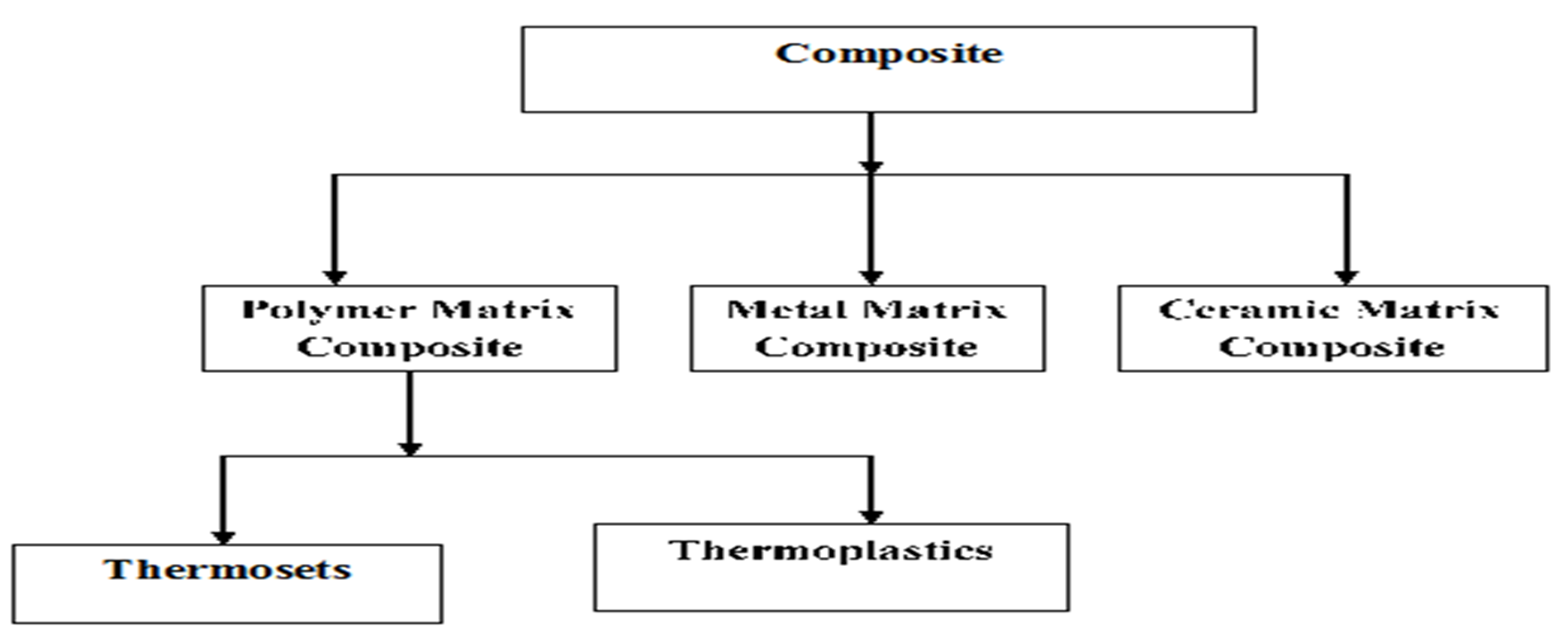 Composite
Polymer Matrix
Composite
Metal Matrix
Composite
Ceramic Matrix
Composite
Thermosets
Thermoplastics